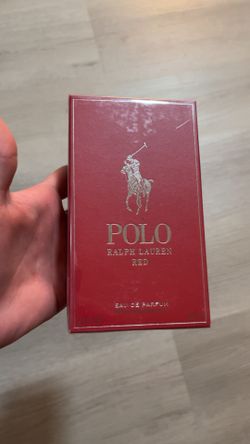 POLO
RALPH LAUREN
RED
EAU DE PARFUM